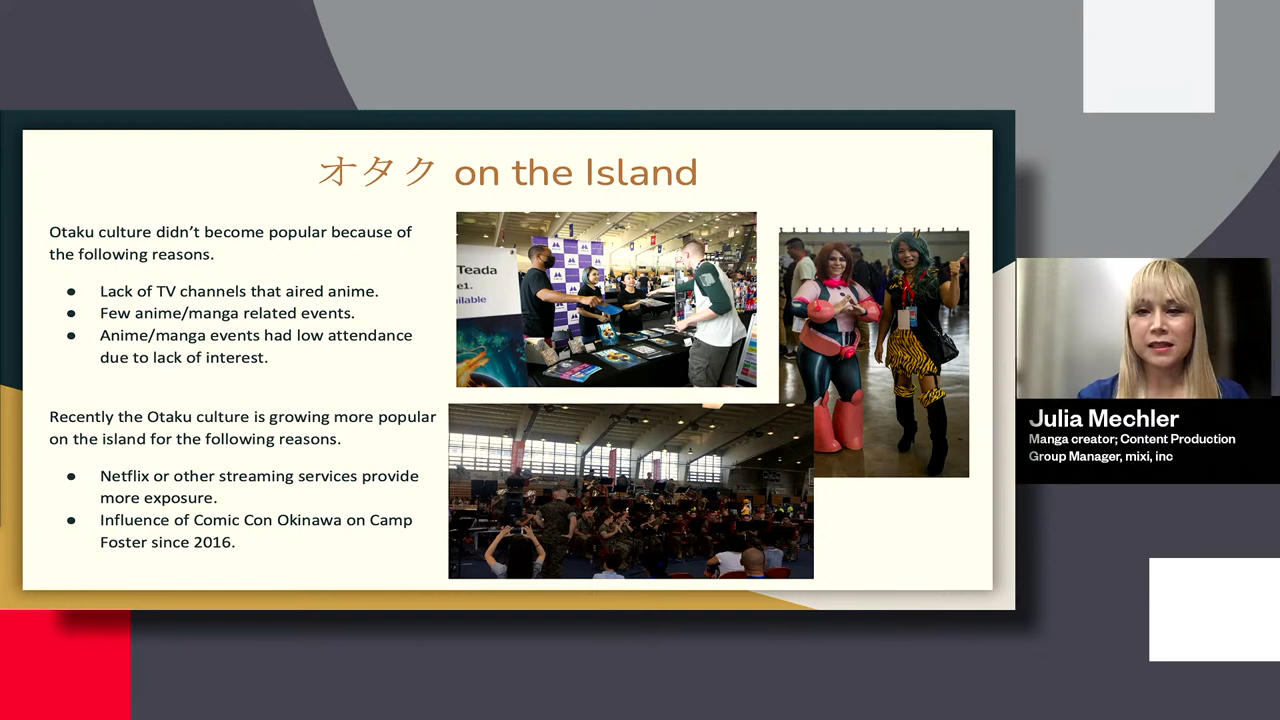 オタク on the Island
Otaku culture didn't become popular because of
the following reasons.
● Lack of TV channels that aired anime.
● Few anime/manga related events.
● Anime/manga events had low attendance
due to lack of interest.
Recently the Otaku culture is growing more popular
on the island for the following reasons.
● Netflix or other streaming services provide
more exposure.
● Influence of Comic Con Okinawa on Camp
Foster since 2016.
Teada
e1.
ilable
Julia Mechler
Manga creator; Content Production
Group Manager, mixi, inc